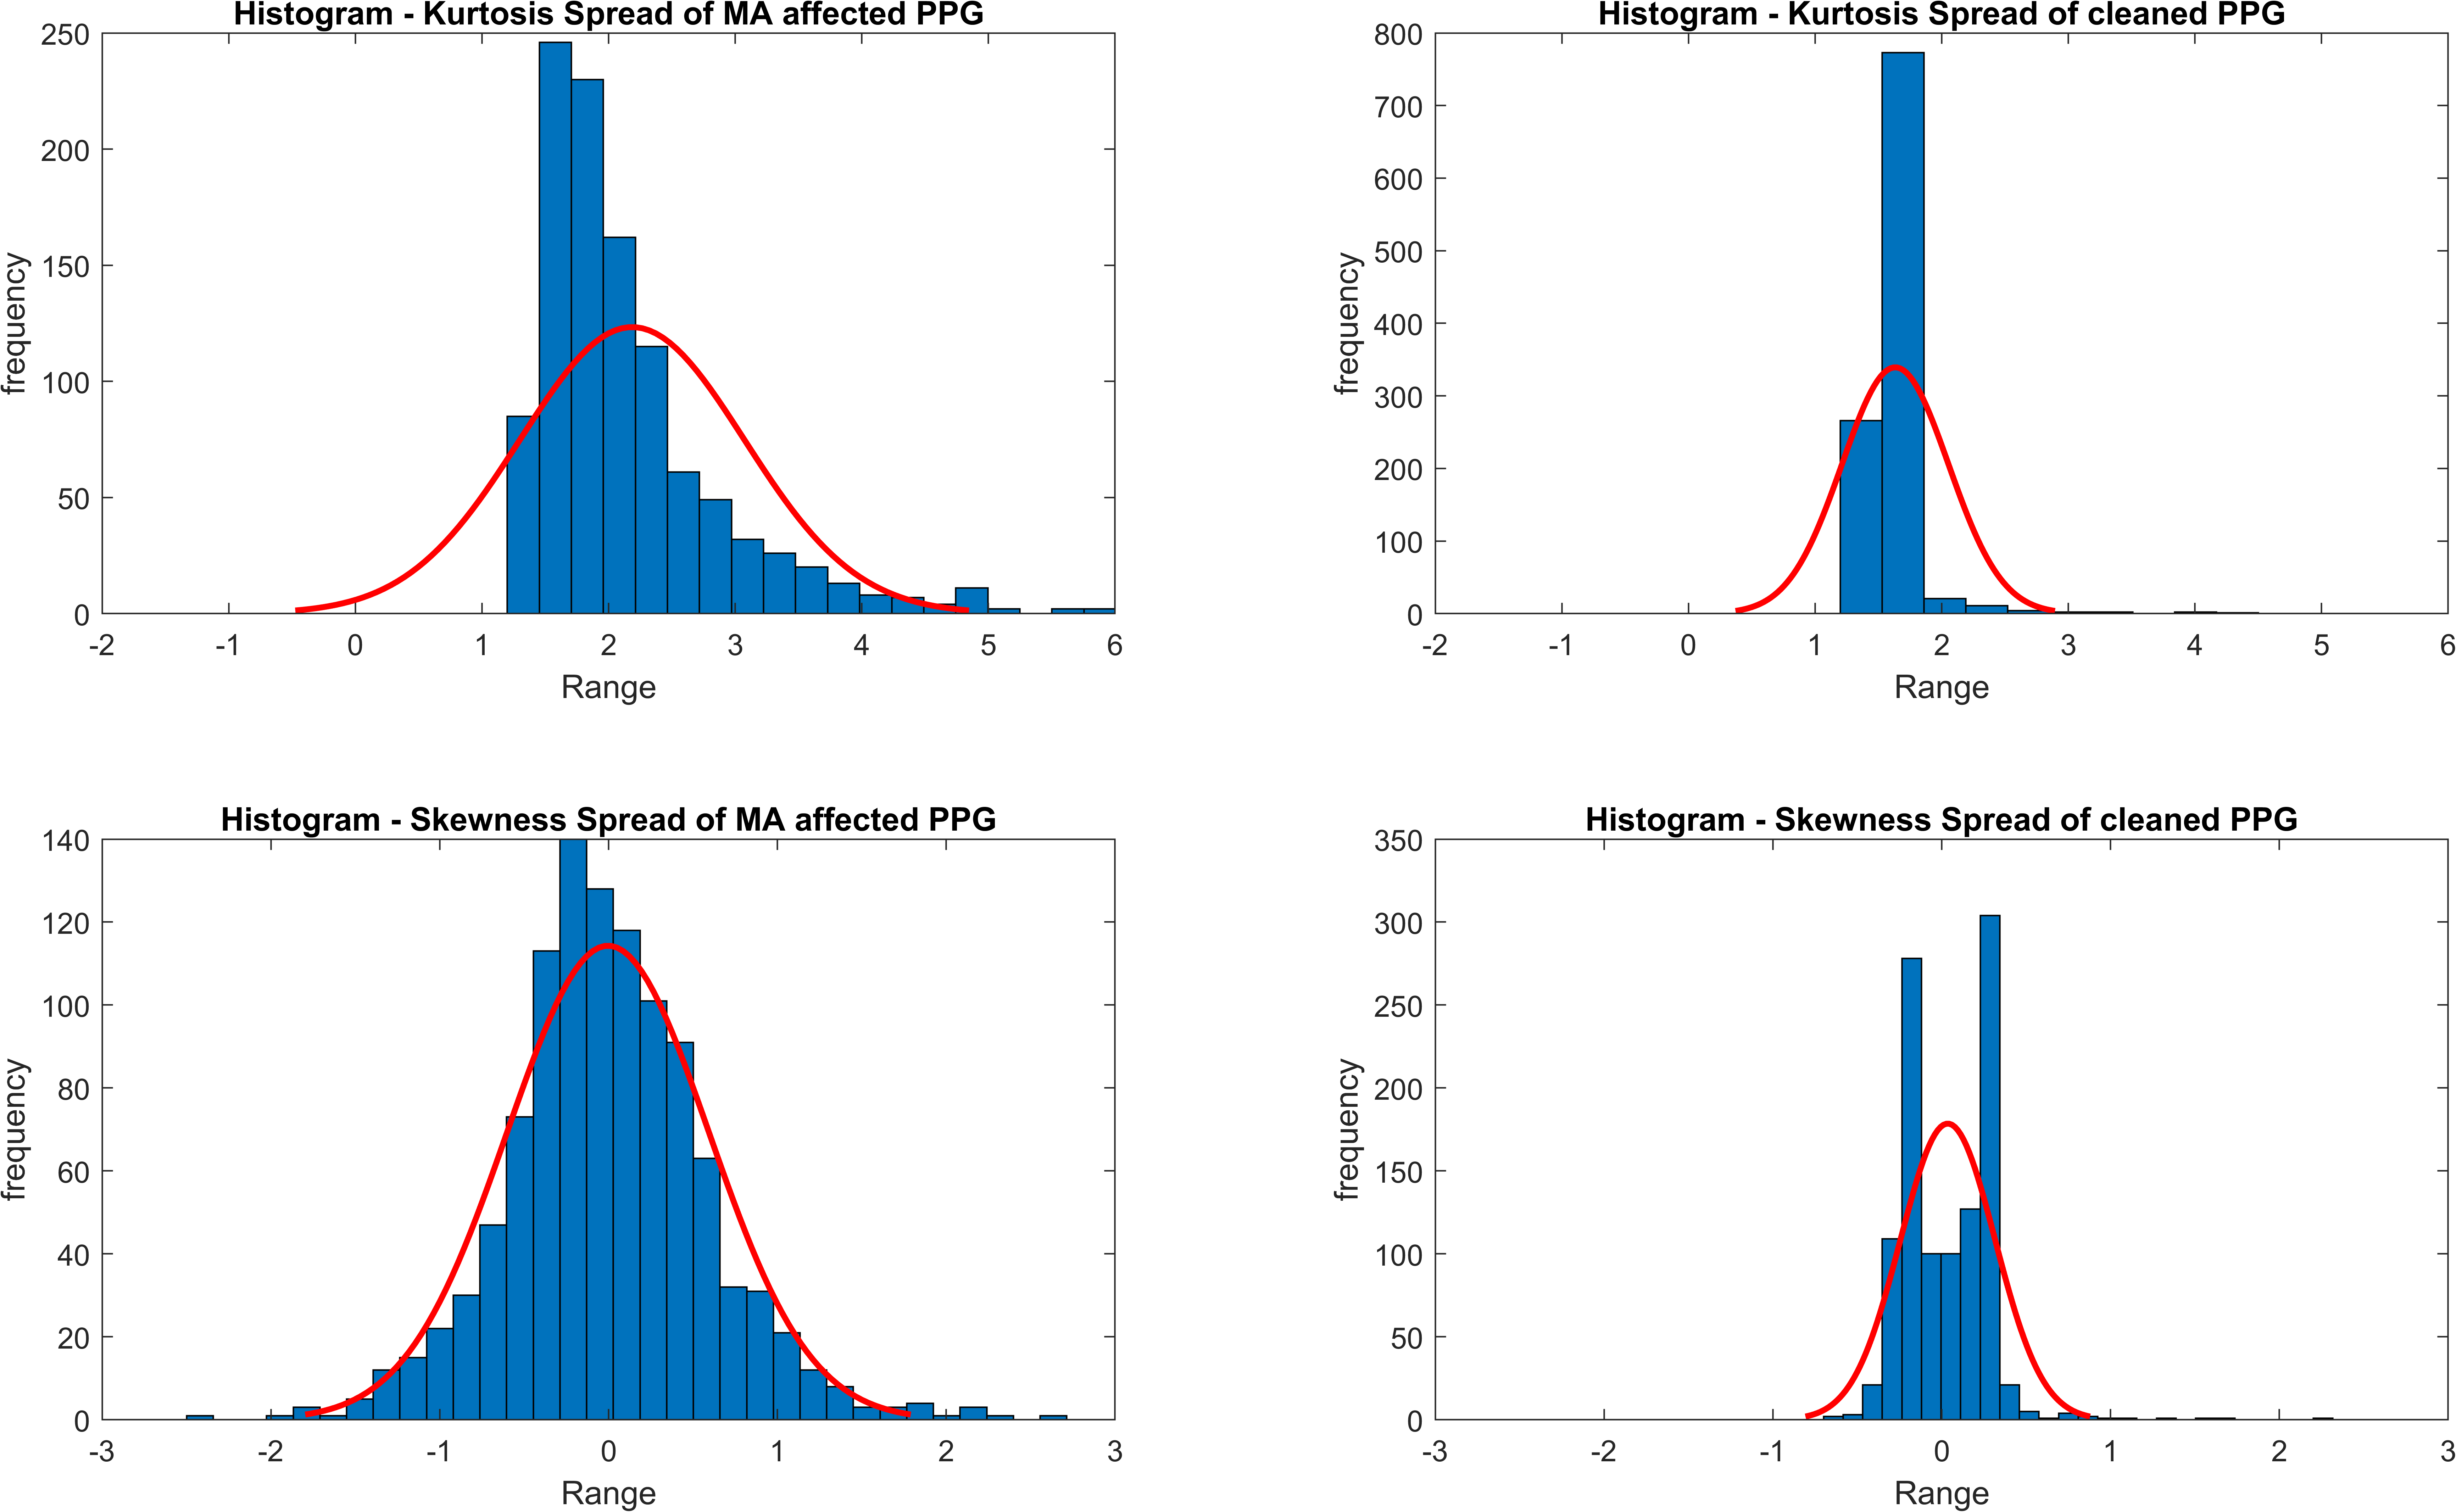 Histogram - Kurtosis Spread of MA affected PPG
250
200
150
100
50
0
frequency
-2 -1 0 1 2 3 4 5 6
Range
Histogram - Kurtosis Spread of cleaned PPG
800
700
600
500
400
300
200
100
0
frequency
-2 -1 0 1 2 3 4 5 6
Range
Histogram - Skewness Spread of MA affected PPG
140
120
100
80
60
40
20
0
frequency
-3 -2 -1 0 1 2 3
Range
Histogram - Skewness Spread of cleaned PPG
350
300
250
200
150
100
50
0
frequency
-3 -2 -1 0 1 2 3
Range